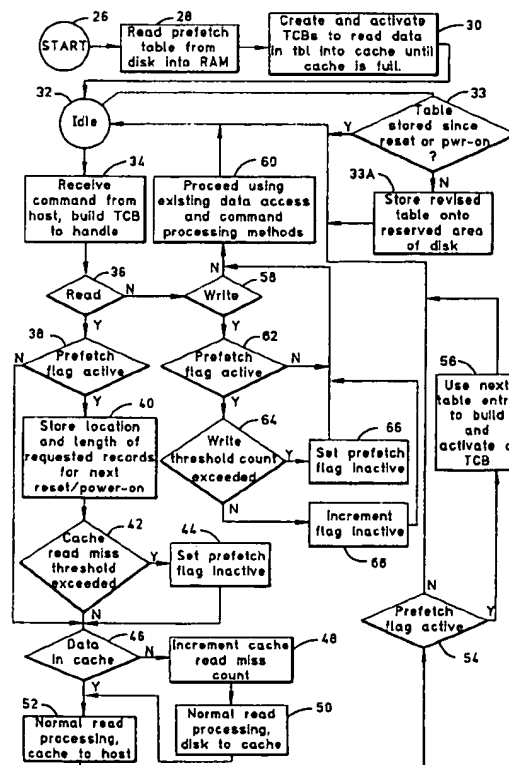 26
START
28
Read prefetch
table from
disk into RAM
30
Create and activate
TCBs to read data
in tbl into cache until
cache is full.
32
Idle
33
Table
stored since
reset or pwr-on
?
Y
N
33A
Store revised
table onto
reserved area
of disk
34
Receive
command from
host, build TCB
to handle
60
Proceed using
existing data access
and command
processing methods
36
Read
N
Y
58
Write
N
Y
38
Prefetch
flag active
N
Y
62
Prefetch
flag active
N
Y
56
Use next
table entry
to build
and
activate a
TCB
40
Store location
and length of
requested records
for next
reset/power-on
64
Write
threshold count
exceeded
Y
N
66
Set prefetch
flag inactive
Increment
flag inactive
66
42
Cache
read miss
threshold
exceeded
Y
N
44
Set prefetch
flag inactive
46
Data
in cache
N
Y
Increment cache
read miss
count
48
Prefetch
flag active
N
Y
54
52
Normal read
processing,
cache to host
Normal read
processing,
disk to cache
50